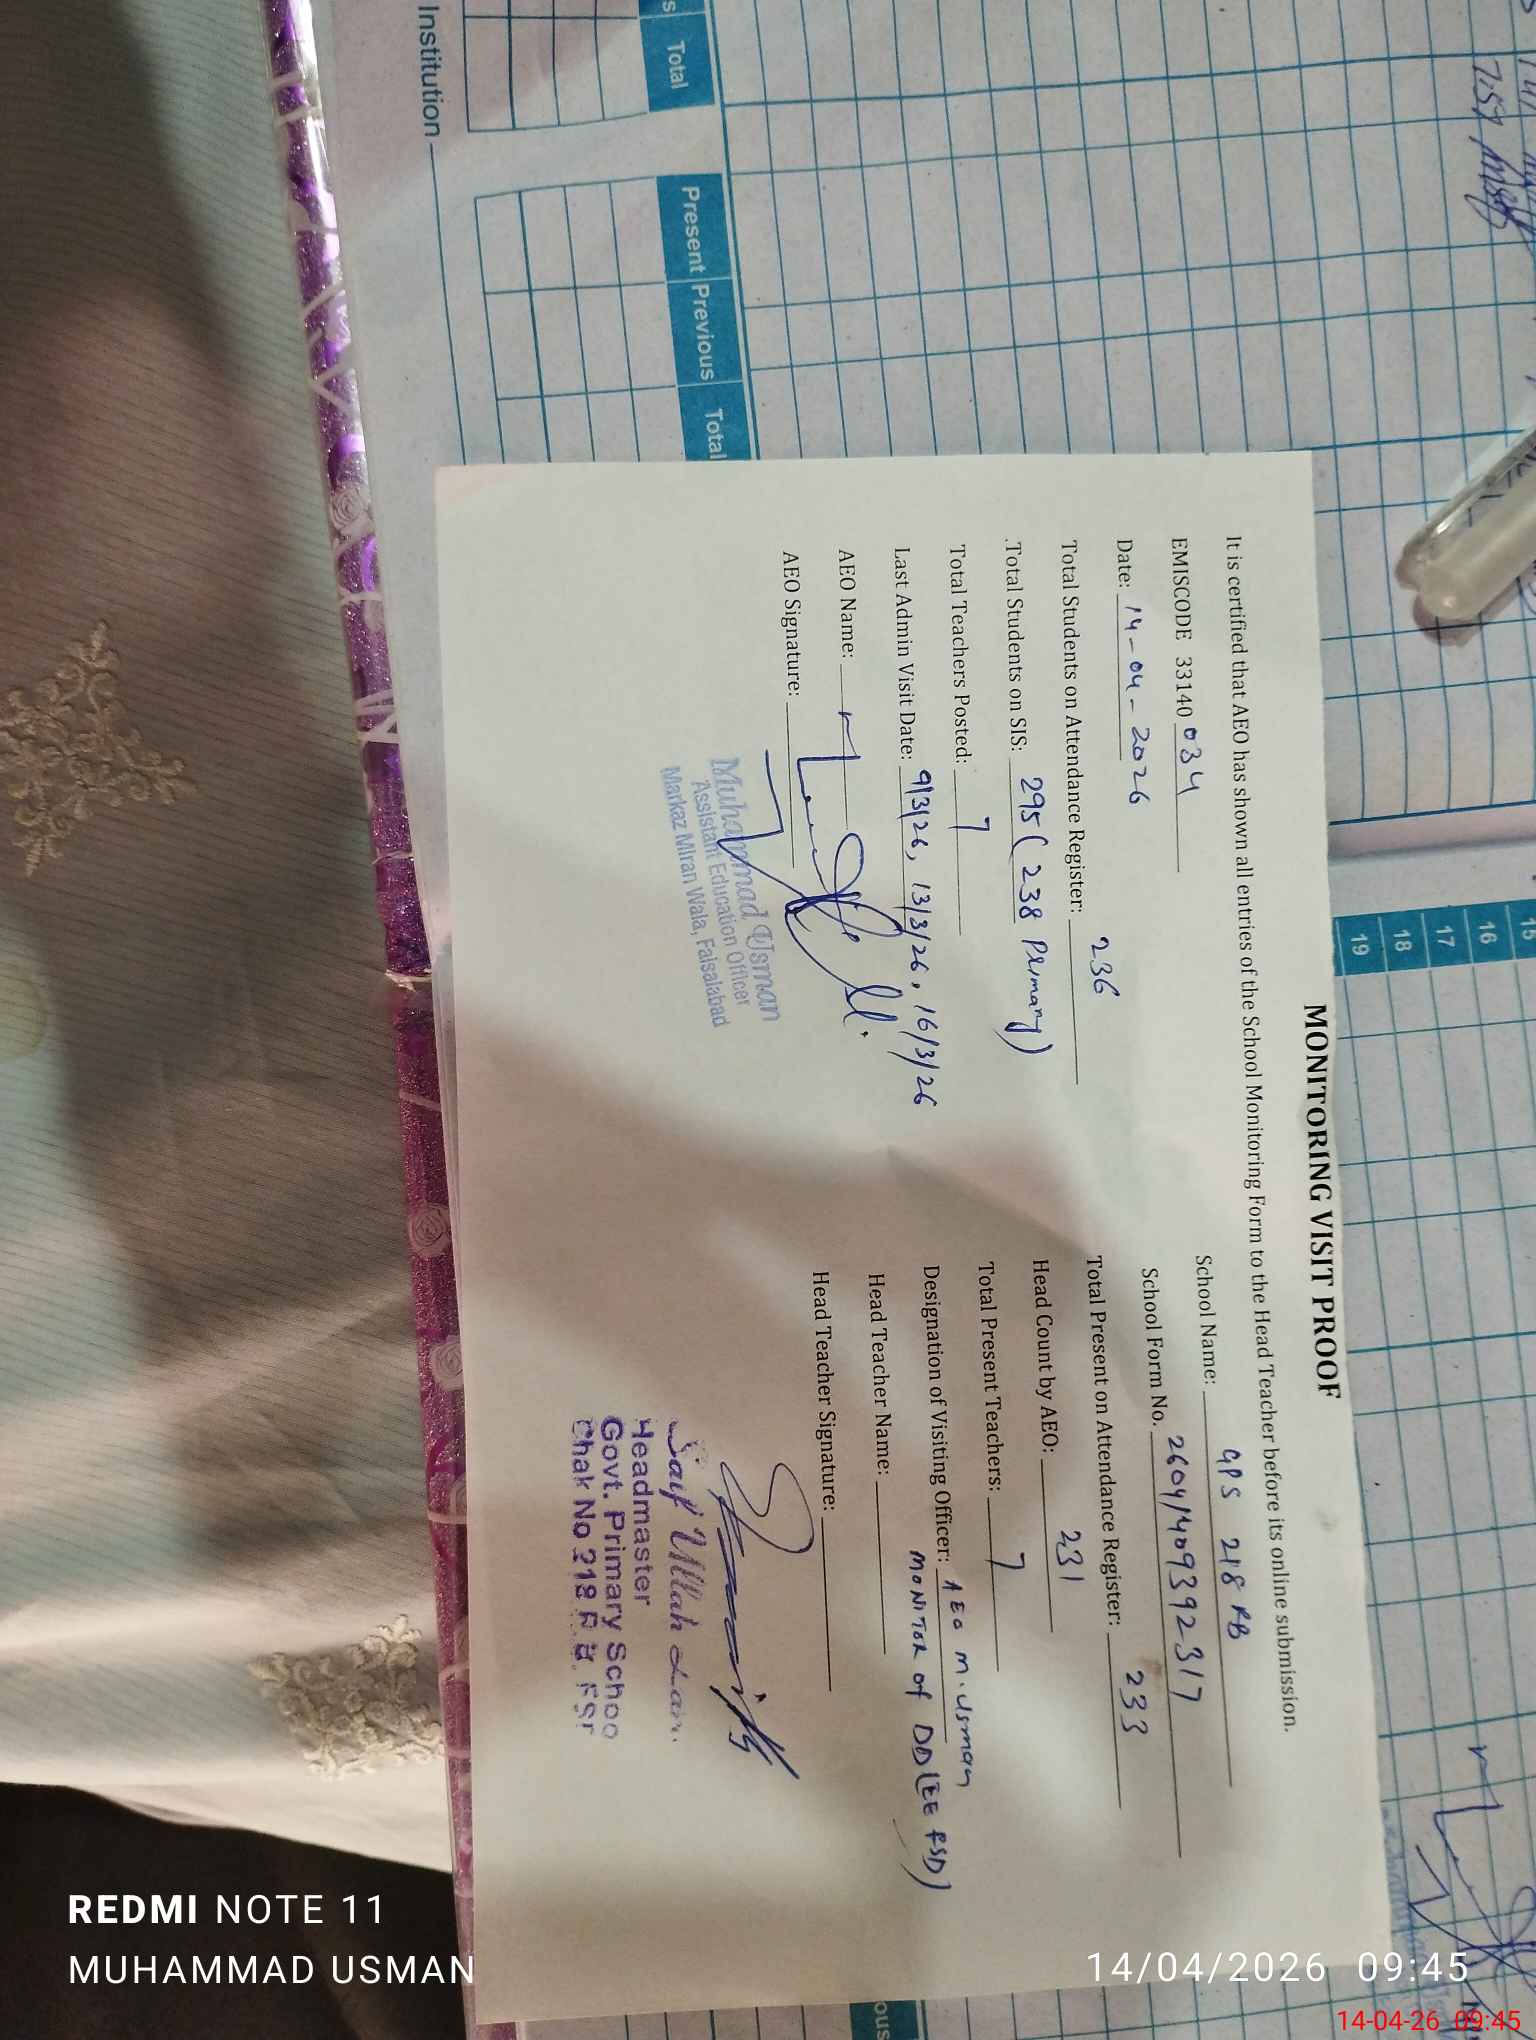 MONITORING VISIT PROOF
It is certified that AEO has shown all entries of the School Monitoring Form to the Head Teacher before its online submission.
EMISCODE 33140 034
School Name: GPS 218 RB
Date: 14-04-2026
School Form No. 2604140939 2317
Total Students on Attendance Register: 236
Total Present on Attendance Register: 233
.Total Students on SIS: 295 (238 Primary)
Head Count by AEO: 231
Total Teachers Posted: 7
Total Present Teachers: 7
Last Admin Visit Date: 9/3/26, 13/3/26, 16/3/26
Designation of Visiting Officer: AEO M. Usman
MONITOR of DD(EE FSD)
AEO Name:
Head Teacher Name:
AEO Signature:
Head Teacher Signature:
Muhammad Usman
Assistant Education Officer
Markaz Miran Wala, Faisalabad
Saif Ullah
Headmaster
Govt. Primary Schoo
Chak No 218 R B FSD
Institution
Total
Present Previous Total
15
16
17
18
19
ous
REDMI NOTE 11
MUHAMMAD USMAN
14/04/2026 09:45
14-04-26 09:45